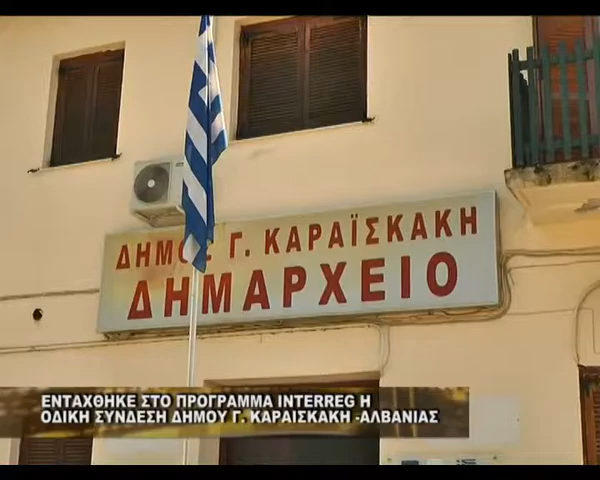 ΔΗΜΟΣ Γ. ΚΑΡΑΪΣΚΑΚΗ
ΔΗΜΑΡΧΕΙΟ
ΕΝΤΑΧΘΗΚΕ ΣΤΟ ΠΡΟΓΡΑΜΜΑ INTERREG Η
ΟΔΙΚΗ ΣΥΝΔΕΣΗ ΔΗΜΟΥ Γ. ΚΑΡΑΙΣΚΑΚΗ -ΑΛΒΑΝΙΑΣ